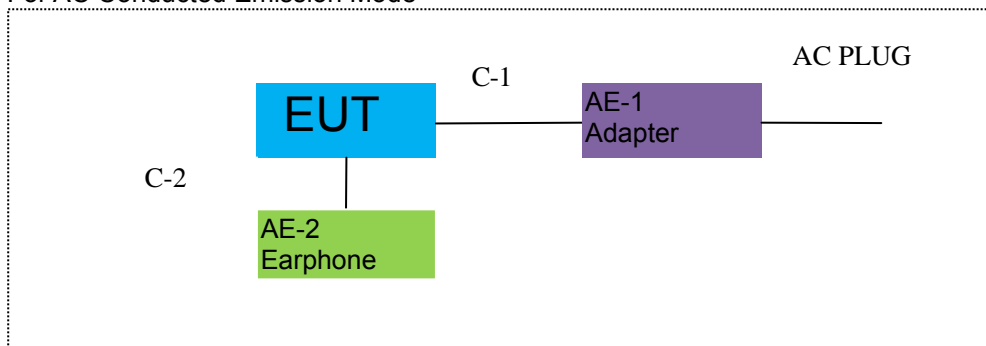 For AC Conducted Emission Mode
AC PLUG
C-1
EUT
AE-1
Adapter
C-2
AE-2
Earphone